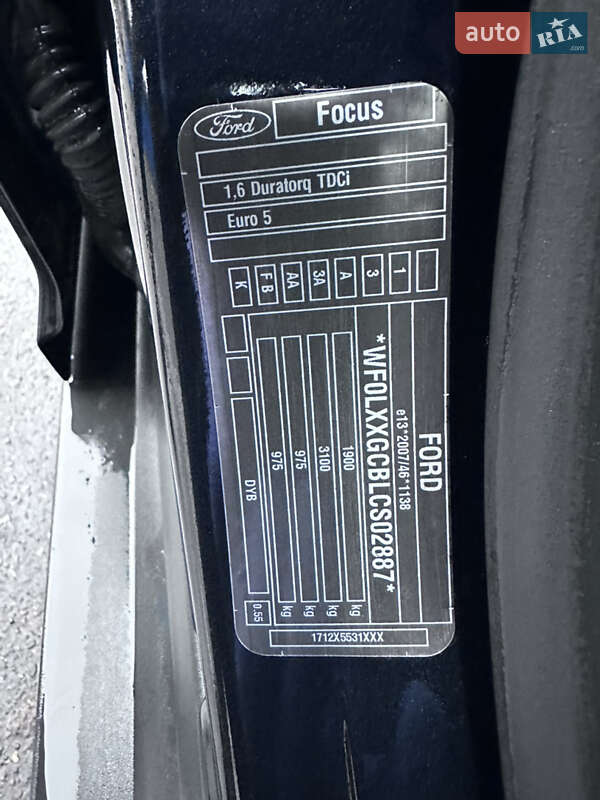 auto RIA .com
Ford
Focus
1,6 Duratorq TDCi
Euro 5
K FB AA 3A A 3 1
FORD
e13*2007/46*1138
*WF0LXXGCBLCS02887*
1900 kg
3100 kg
975 kg
975 kg
DYB 0.55
1712X5531XXX